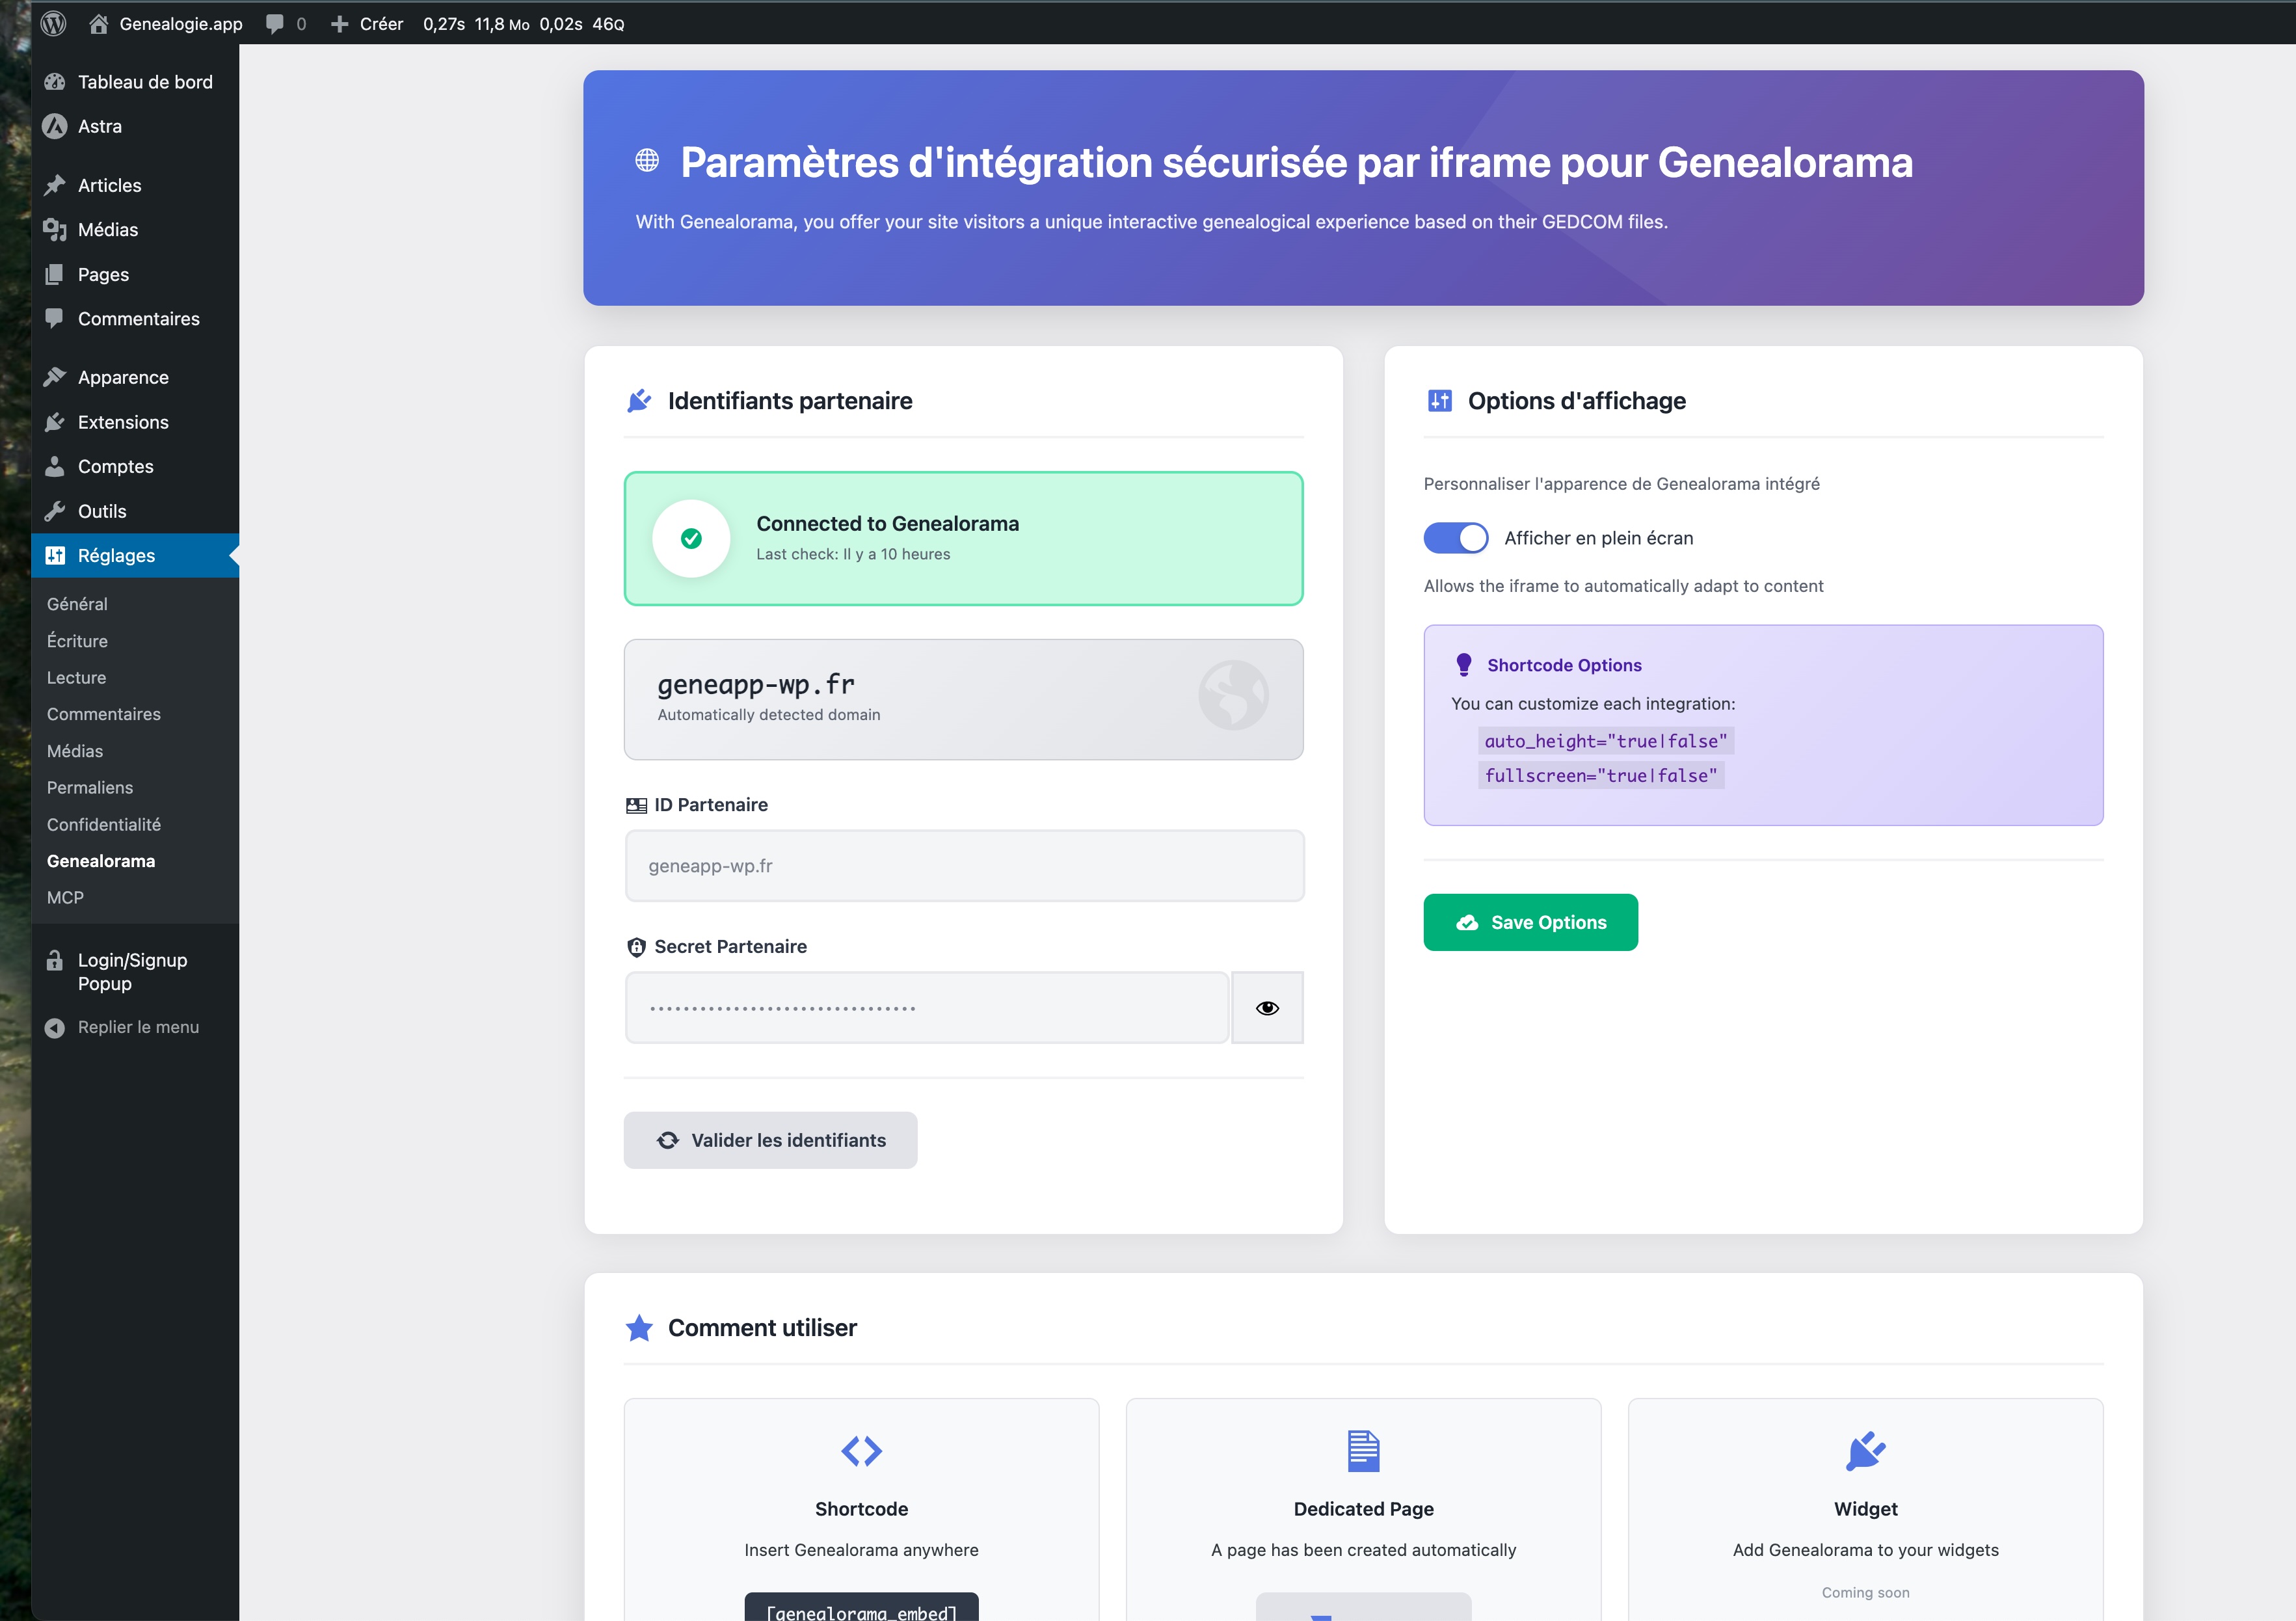 Genealogie.app 0 Créer 0,27s 11,8 Mo 0,02s 46Q
Tableau de bord
Astra
Articles
Médias
Pages
Commentaires
Apparence
Extensions
Comptes
Outils
Réglages
Général
Écriture
Lecture
Commentaires
Médias
Permaliens
Confidentialité
Genealorama
MCP
Login/Signup
Popup
Replier le menu
Paramètres d'intégration sécurisée par iframe pour Genealorama
With Genealorama, you offer your site visitors a unique interactive genealogical experience based on their GEDCOM files.
Identifiants partenaire
Connected to Genealorama
Last check: Il y a 10 heures
geneapp-wp.fr
Automatically detected domain
ID Partenaire
geneapp-wp.fr
Secret Partenaire
Valider les identifiants
Options d'affichage
Personnaliser l'apparence de Genealorama intégré
Afficher en plein écran
Allows the iframe to automatically adapt to content
Shortcode Options
You can customize each integration:
auto_height="true|false"
fullscreen="true|false"
Save Options
Comment utiliser
Shortcode
Insert Genealorama anywhere
[genealorama_embed]
Dedicated Page
A page has been created automatically
Widget
Add Genealorama to your widgets
Coming soon